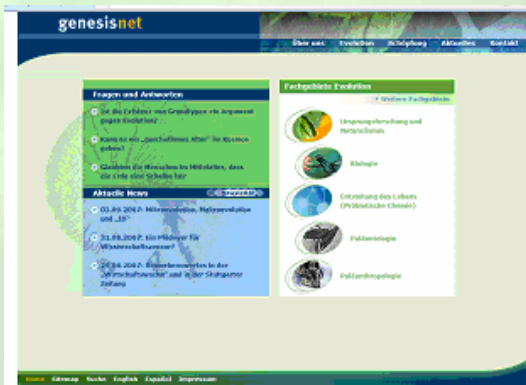 genesisnet
Über uns Evolution Schöpfung Aktuelles Kontakt
Fragen und Antworten
Ist die Existenz von Grundtypen ein Argument
gegen Evolution?
Kann es ein „geschaffenes Alter“ im Kosmos
geben?
Glaubten die Menschen im Mittelalter, dass
die Erde eine Scheibe ist?
Aktuelle News
03.09.2007: Mikroevolution, Makroevolution
und „ID“
31.08.2007: Ein Plädoyer für
.08.2007: Bemerkenswertes in der
„Wirtschaftswoche“ und in der Stuttgarter
Zeitung
Fachgebiete Evolution
Weitere Fachgebiete
Ursprungsforschung und
Naturalismus
Biologie
Entstehung des Lebens
(Präbiotische Chemie)
Paläontologie
Paläanthropologie
Home Sitemap Suche English Español Impressum